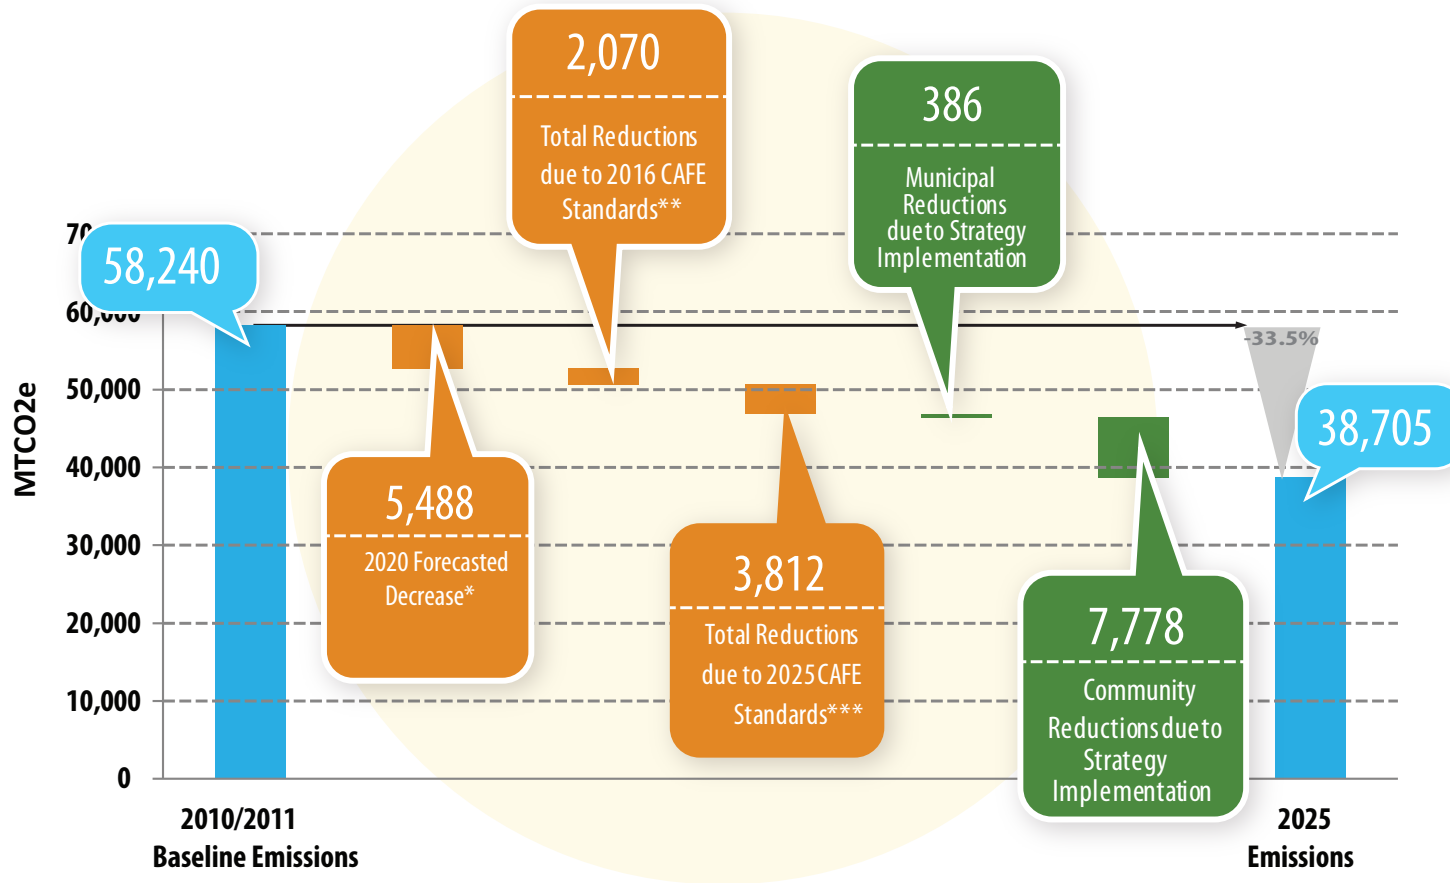 2,070
Total Reductions
due to 2016 CAFE
Standards**
386
Municipal
Reductions
due to Strategy
Implementation
58,240
60,000
50,000
40,000
30,000
20,000
10,000
0
MTCO2e
-33.5%
38,705
5,488
2020 Forecasted
Decrease*
3,812
Total Reductions
due to 2025 CAFE
Standards***
7,778
Community
Reductions due to
Strategy
Implementation
2010/2011
Baseline Emissions
2025
Emissions